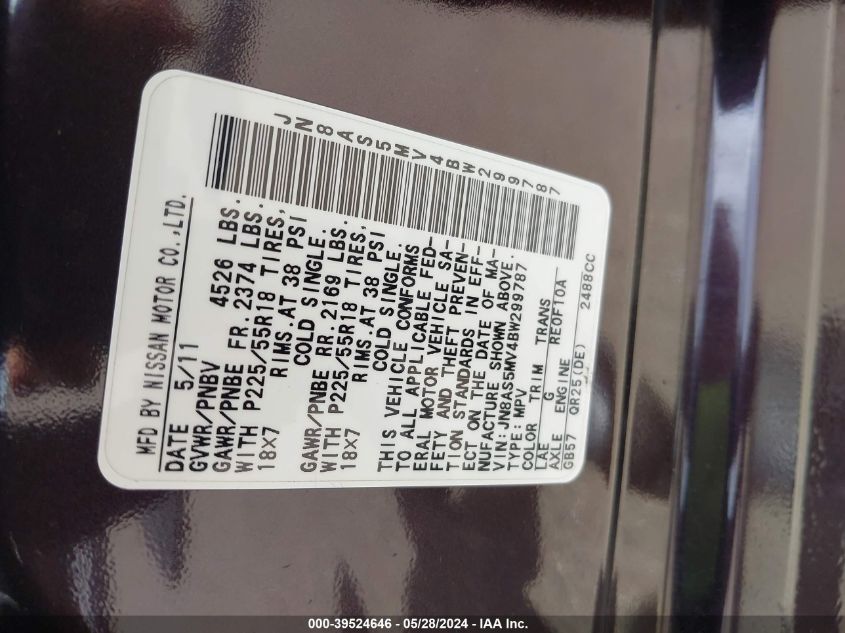 JN8AS5MV4BW299787
MFD BY NISSAN MOTOR CO.,LTD.
DATE 5/11
GVWR/PNBV 4526 LBS.
GAWR/PNBE FR. 2374 LBS.
WITH P225/55R18 TIRES,
18X7 RIMS.AT 38 PSI
COLD SINGLE.
GAWR/PNBE RR. 2169 LBS.
WITH P225/55R18 TIRES,
18X7 RIMS.AT 38 PSI
COLD SINGLE.
THIS VEHICLE CONFORMS
TO ALL APPLICABLE FED-
ERAL MOTOR VEHICLE SA-
FETY AND THEFT PREVEN-
TION STANDARDS IN EFF-
ECT ON THE DATE OF MA-
NUFACTURE SHOWN ABOVE.
VIN: JN8AS5MV4BW299787
TYPE: MPV
COLOR TRIM TRANS
LAE G RE0F10A
AXLE ENGINE
GB57 QR25(DE) 2488CC
000-39524646 - 05/28/2024 - IAA Inc.